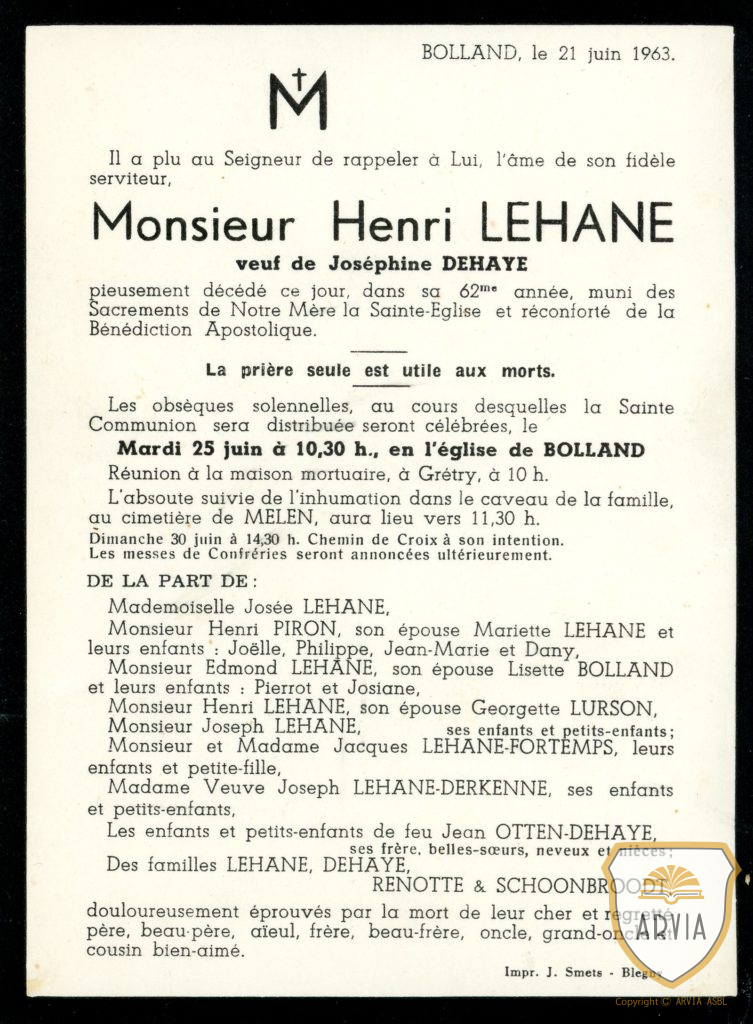 BOLLAND, le 21 juin 1963.
M
Il a plu au Seigneur de rappeler à Lui, l'âme de son fidèle
serviteur,
Monsieur Henri LEHANE
veuf de Joséphine DEHAYE
pieusement décédé ce jour, dans sa 62me année, muni des
Sacrements de Notre Mère la Sainte-Eglise et réconforté de la
Bénédiction Apostolique.
La prière seule est utile aux morts.
Les obsèques solennelles, au cours desquelles la Sainte
Communion sera distribuée seront célébrées, le
Mardi 25 juin à 10,30 h., en l'église de BOLLAND
Réunion à la maison mortuaire, à Grétry, à 10 h.
L'absoute suivie de l'inhumation dans le caveau de la famille,
au cimetière de MELEN, aura lieu vers 11,30 h.
Dimanche 30 juin à 14,30 h. Chemin de Croix à son intention.
Les messes de Confréries seront annoncées ultérieurement.
DE LA PART DE :
Mademoiselle Josée LEHANE,
Monsieur Henri PIRON, son épouse Mariette LEHANE et
leurs enfants : Joëlle, Philippe, Jean-Marie et Dany,
Monsieur Edmond LEHANE, son épouse Lisette BOLLAND
et leurs enfants : Pierrot et Josiane,
Monsieur Henri LEHANE, son épouse Georgette LURSON,
Monsieur Joseph LEHANE, ses enfants et petits-enfants ;
Monsieur et Madame Jacques LEHANE-FORTEMPS, leurs
enfants et petite-fille,
Madame Veuve Joseph LEHANE-DERKENNE, ses enfants
et petits-enfants,
Les enfants et petits-enfants de feu Jean OTTEN-DEHAYE,
ses frère, belles-sœurs, neveux et nièces ;
Des familles LEHANE, DEHAYE,
RENOTTE & SCHOONBROODT,
douloureusement éprouvés par la mort de leur cher et regretté
père, beau-père, aïeul, frère, beau-frère, oncle, grand-oncle et
cousin bien-aimé.
Impr. J. Smets - Blegny
ARVIA
Copyright © ARVIA ASBL